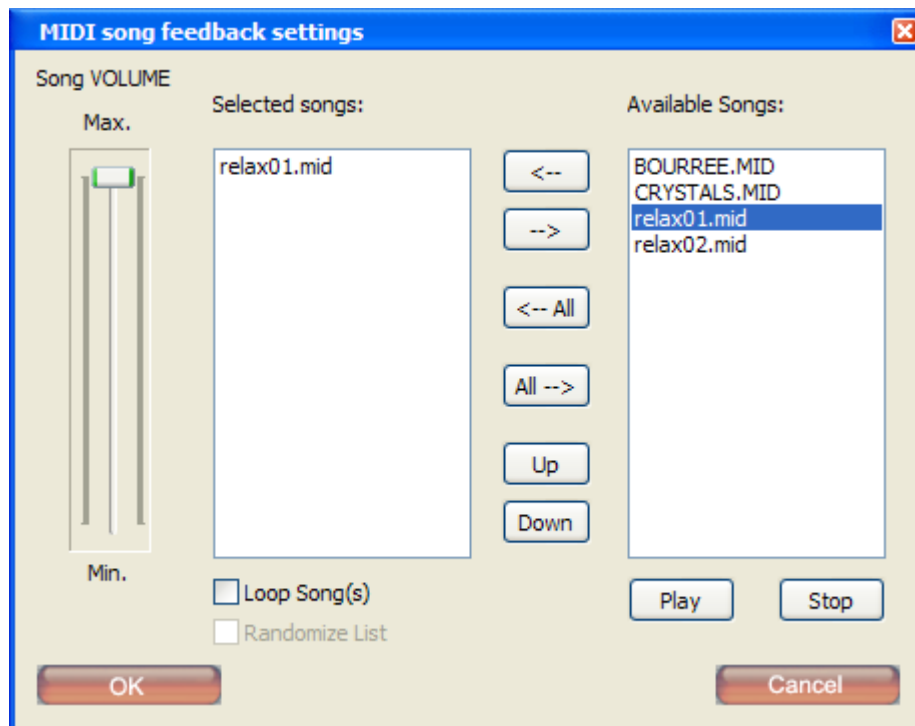 MIDI song feedback settings
Song VOLUME
Max.
Min.
Selected songs:
relax01.mid
<--
-->
<-- All
All -->
Up
Down
Available Songs:
BOURREE.MID
CRYSTALS.MID
relax01.mid
relax02.mid
Loop Song(s)
Randomize List
Play
Stop
OK
Cancel